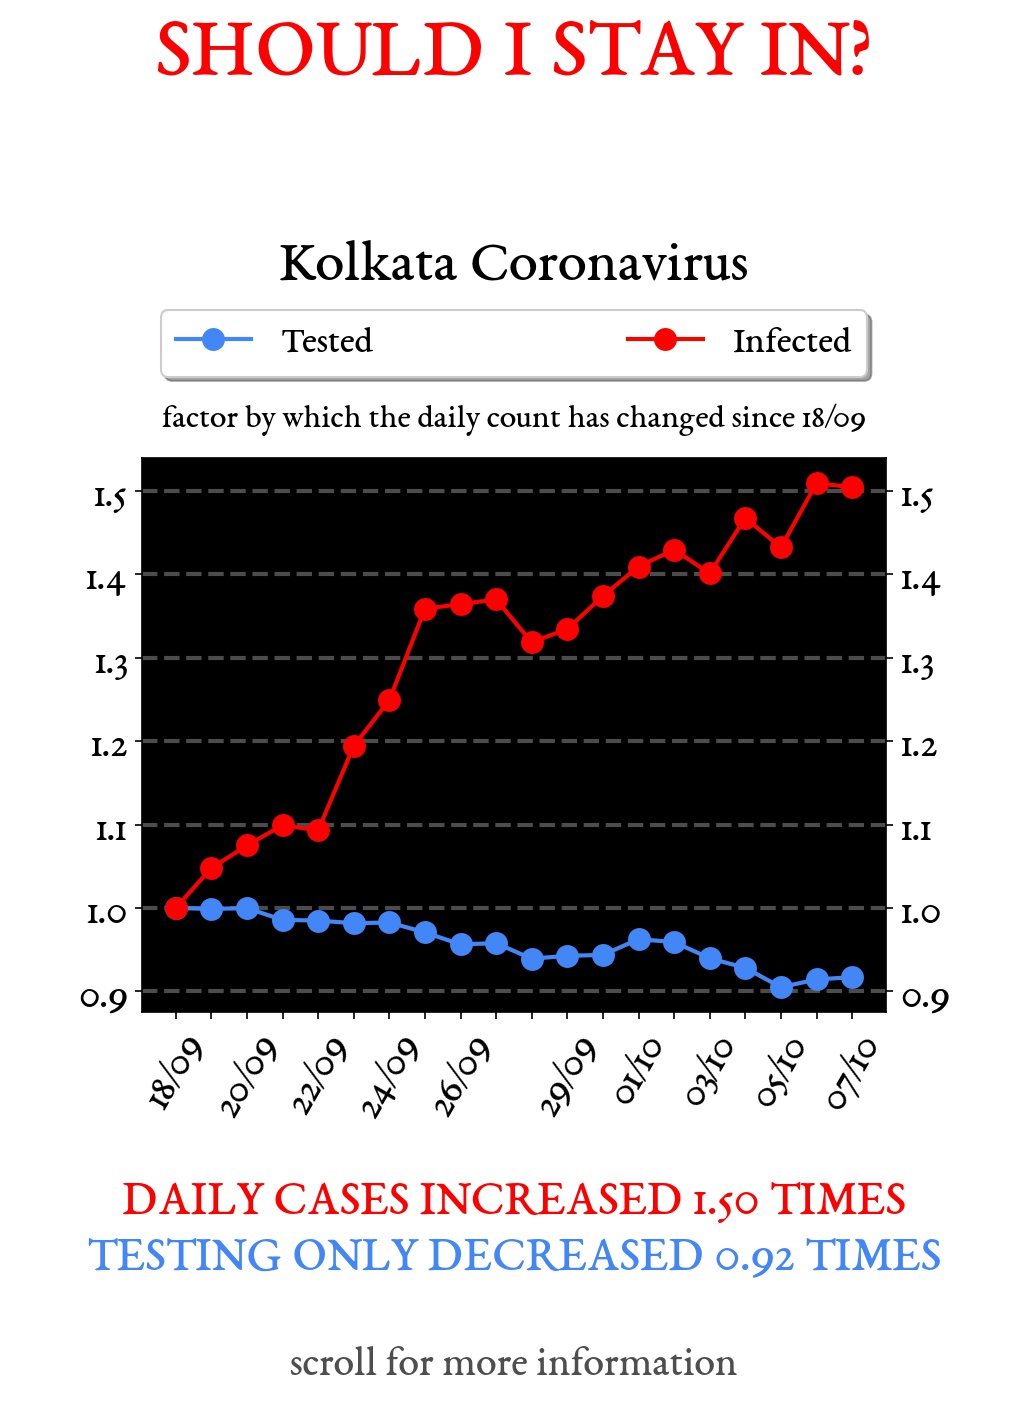 SHOULD I STAY IN?
Kolkata Coronavirus
Tested Infected
factor by which the daily count has changed since 18/09
1.5 1.5
1.4 1.4
1.3 1.3
1.2 1.2
1.1 1.1
1.0 1.0
0.9 0.9
18/09 20/09 22/09 24/09 26/09 29/09 01/10 03/10 05/10 07/10
DAILY CASES INCREASED 1.50 TIMES
TESTING ONLY DECREASED 0.92 TIMES
scroll for more information